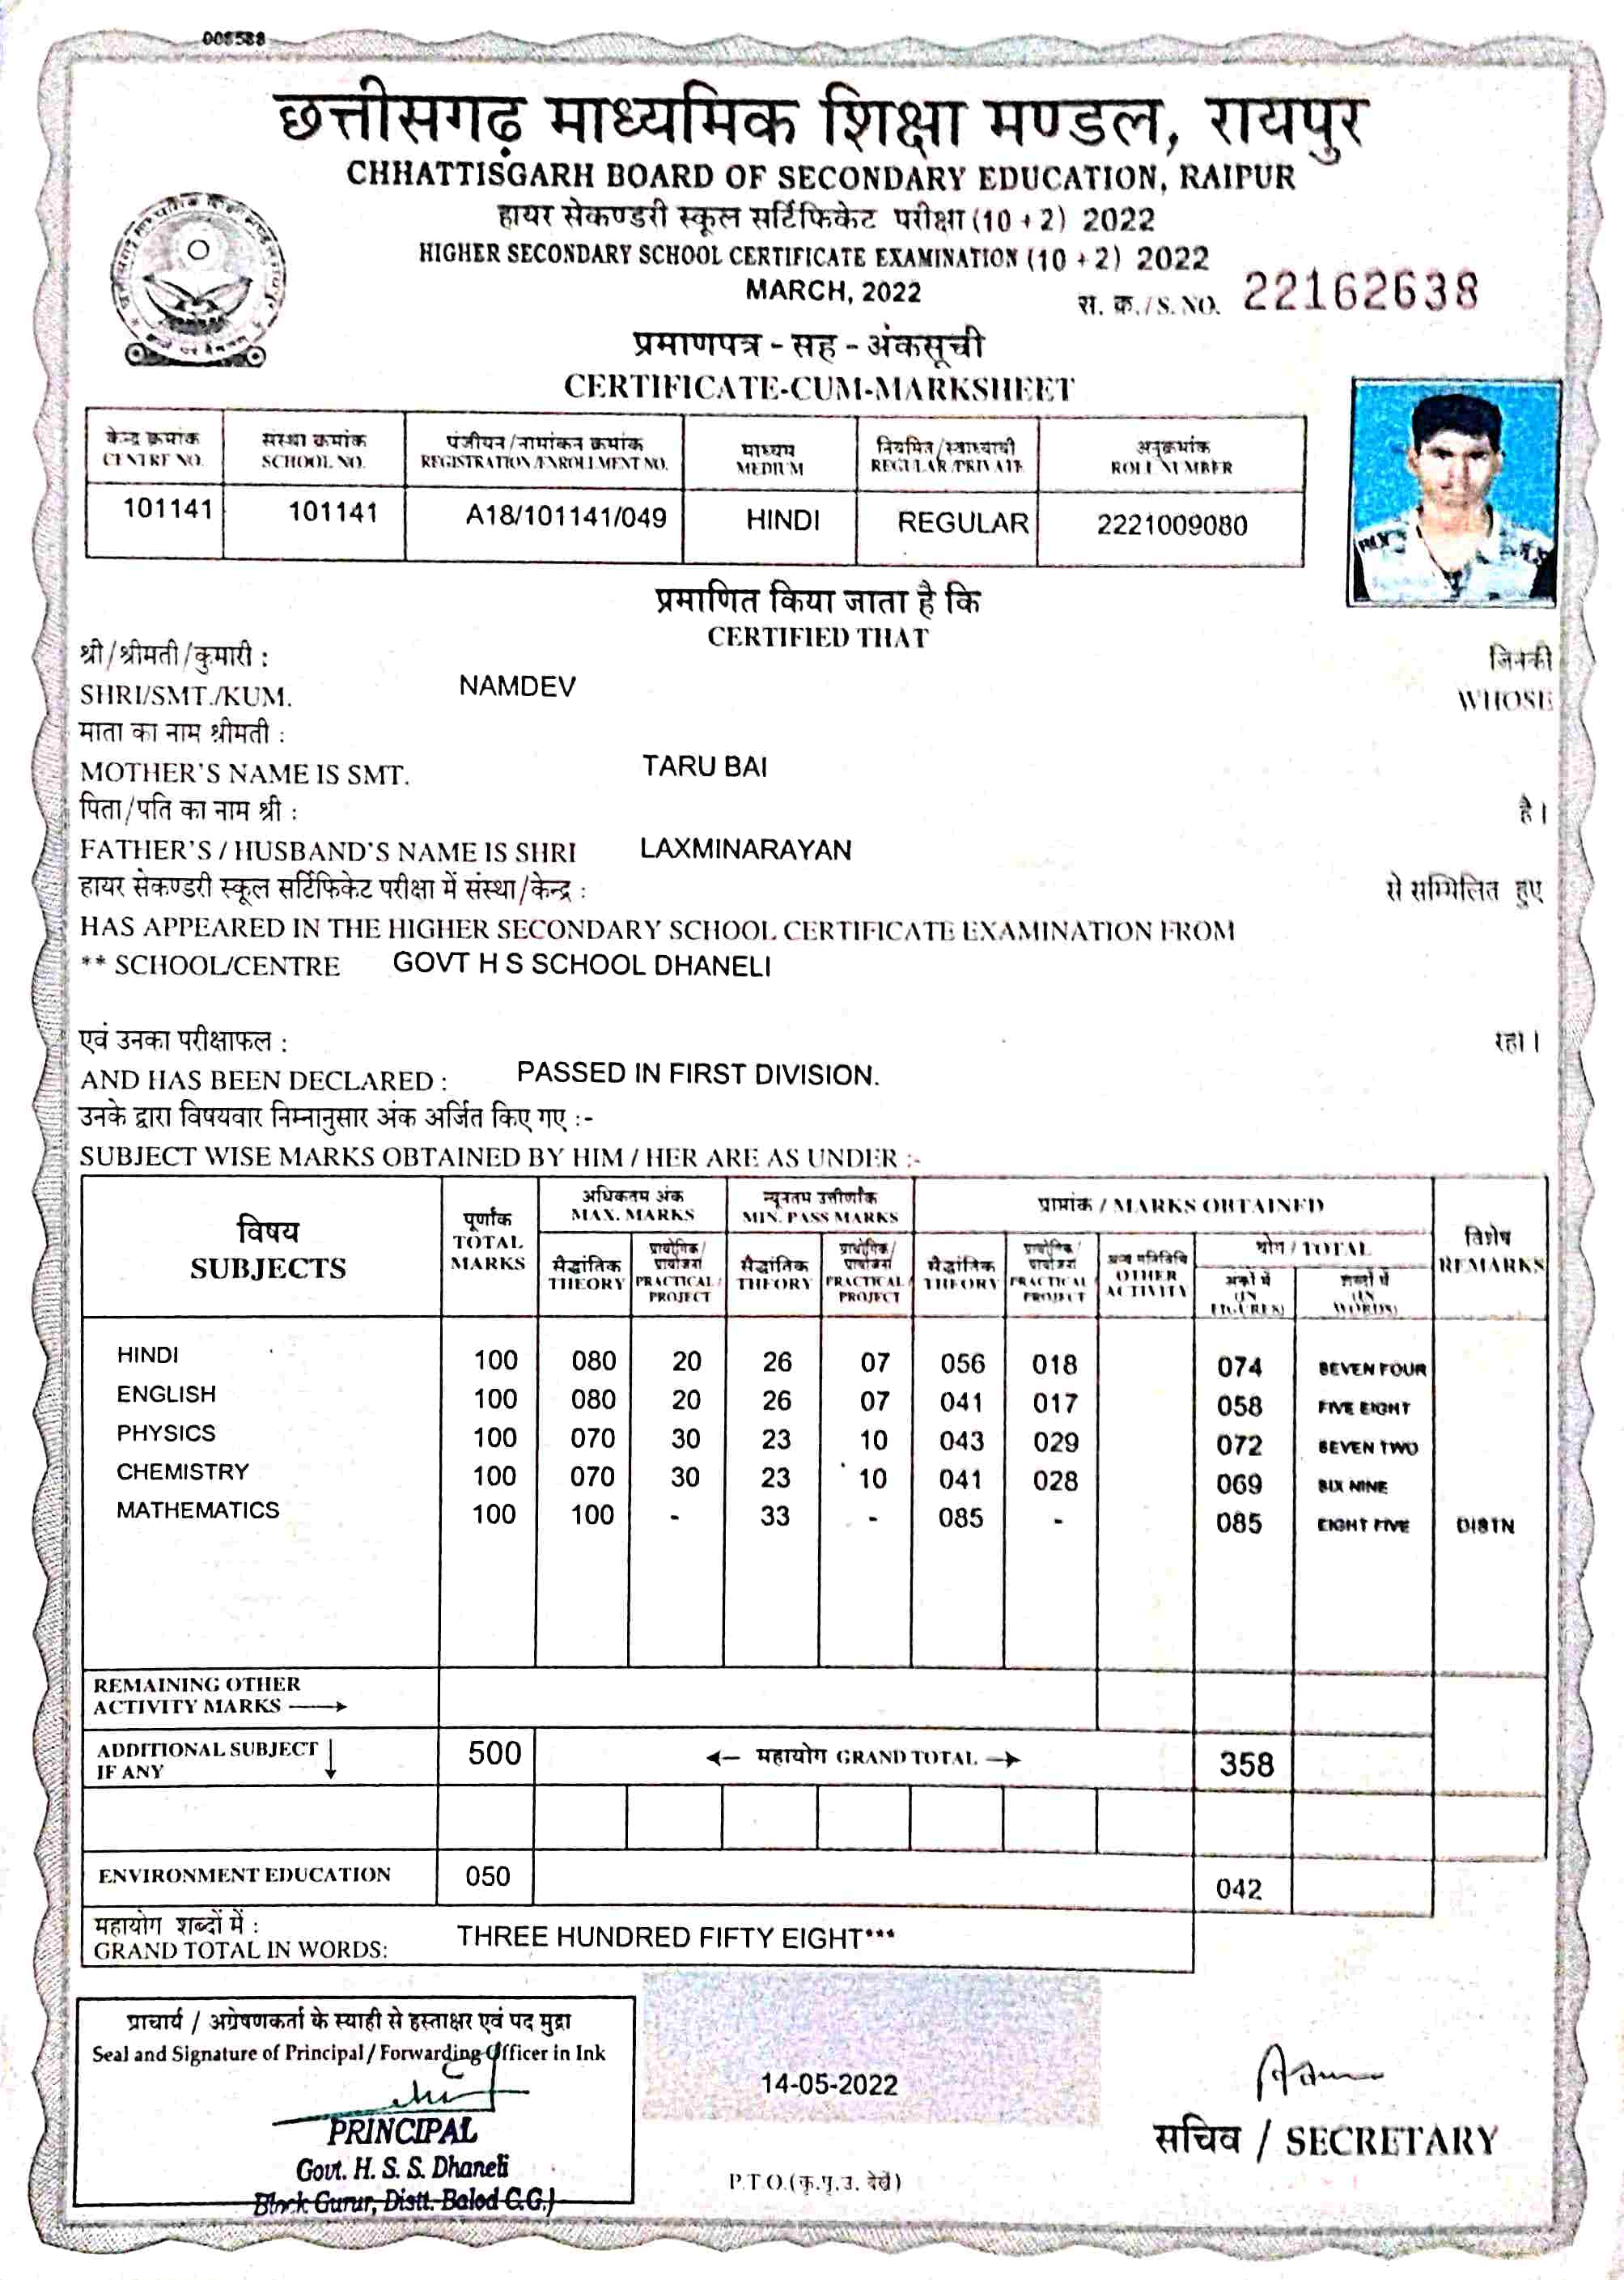 008588
छत्तीसगढ़ माध्यमिक शिक्षा मण्डल, रायपुर
CHHATTISGARH BOARD OF SECONDARY EDUCATION, RAIPUR
हायर सेकण्डरी स्कूल सर्टिफिकेट परीक्षा (10 + 2) 2022
HIGHER SECONDARY SCHOOL CERTIFICATE EXAMINATION (10 + 2) 2022
MARCH, 2022
स. क्र./S.NO. 22162638
प्रमाणपत्र - सह - अंकसूची
CERTIFICATE-CUM-MARKSHEET
केन्द्र क्रमांक संस्था क्रमांक पंजीयन/नामांकन क्रमांक माध्यम नियमित/स्वाध्यायी अनुक्रमांक
CENTRE NO. SCHOOL NO. REGISTRATION/ENROLLMENT NO. MEDIUM REGULAR/PRIVATE ROLL NUMBER
101141 101141 A18/101141/049 HINDI REGULAR 2221009080
प्रमाणित किया जाता है कि
CERTIFIED THAT
श्री/श्रीमती/कुमारी : जिनकी
SHRI/SMT./KUM. NAMDEV WHOSE
माता का नाम श्रीमती :
MOTHER'S NAME IS SMT. TARU BAI
पिता/पति का नाम श्री : है।
FATHER'S / HUSBAND'S NAME IS SHRI LAXMINARAYAN
हायर सेकण्डरी स्कूल सर्टिफिकेट परीक्षा में संस्था/केन्द्र : से सम्मिलित हुए
HAS APPEARED IN THE HIGHER SECONDARY SCHOOL CERTIFICATE EXAMINATION FROM
** SCHOOL/CENTRE GOVT H S SCHOOL DHANELI
एवं उनका परीक्षाफल : रहा।
AND HAS BEEN DECLARED : PASSED IN FIRST DIVISION.
उनके द्वारा विषयवार निम्नानुसार अंक अर्जित किए गए :-
SUBJECT WISE MARKS OBTAINED BY HIM / HER ARE AS UNDER :-
विषय पूर्णांक अधिकतम अंक न्यूनतम उत्तीर्णांक प्राप्तांक / MARKS OBTAINED विशेष
SUBJECTS TOTAL MARKS MAX. MARKS MIN. PASS MARKS REMARKS
सैद्धांतिक प्रायोगिक/ सैद्धांतिक प्रायोगिक/ सैद्धांतिक प्रायोगिक/ योग / TOTAL
THEORY PRACTICAL/ PROJECT THEORY PRACTICAL/ PROJECT THEORY PRACTICAL/ PROJECT OTHER ACTIVITY अंकों में (IN FIGURES) शब्दों में (IN WORDS)
HINDI 100 080 20 26 07 056 018 074 SEVEN FOUR
ENGLISH 100 080 20 26 07 041 017 058 FIVE EIGHT
PHYSICS 100 070 30 23 10 043 029 072 SEVEN TWO
CHEMISTRY 100 070 30 23 10 041 028 069 SIX NINE
MATHEMATICS 100 100 - 33 - 085 - 085 EIGHT FIVE DISTN
REMAINING OTHER
ACTIVITY MARKS
ADDITIONAL SUBJECT 500 महायोग GRAND TOTAL 358
IF ANY
ENVIRONMENT EDUCATION 050 042
महायोग शब्दों में :
GRAND TOTAL IN WORDS: THREE HUNDRED FIFTY EIGHT***
प्राचार्य / अग्रेषणकर्ता के स्याही से हस्ताक्षर एवं पद मुद्रा
Seal and Signature of Principal / Forwarding Officer in Ink
PRINCIPAL
Govt. H. S. S. Dhaneli
Block Gurur, Distt. Balod C.G.)
14-05-2022
सचिव / SECRETARY
P.T.O.(कृ.पृ.उ. देखें)